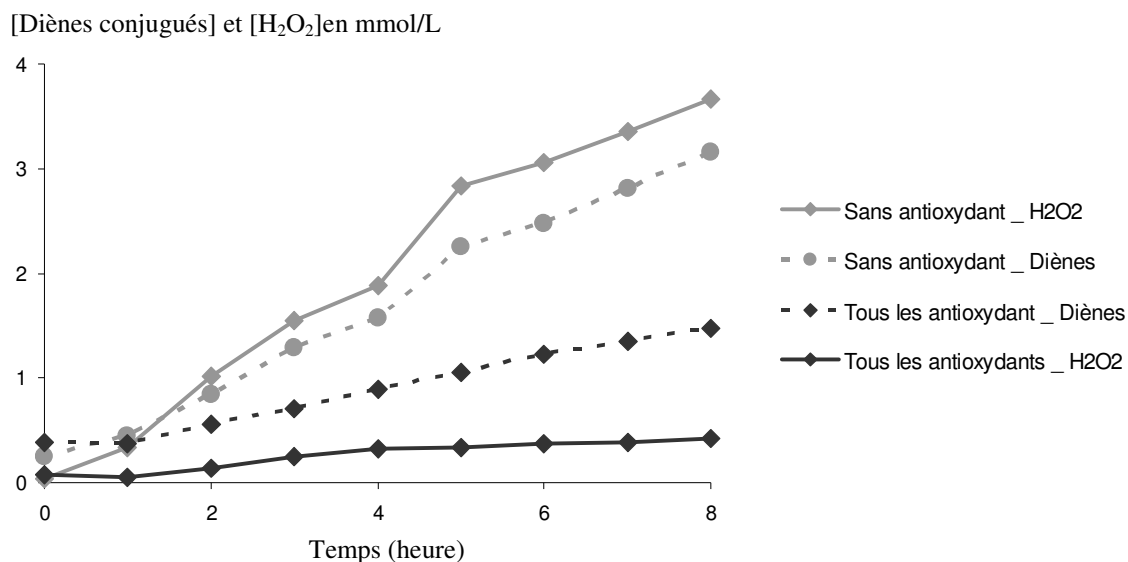 [Diènes conjugués] et [H₂O₂]en mmol/L
4
3
2
1
0
0 2 4 6 8
Temps (heure)
Sans antioxydant _ H2O2
Sans antioxydant _ Diènes
Tous les antioxydant _ Diènes
Tous les antioxydants _ H2O2